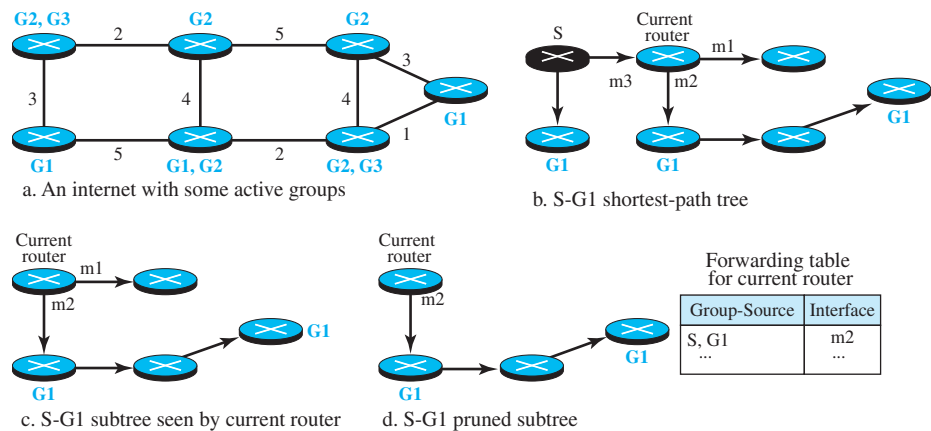 G2, G3
2
G2
5
G2
3
3
4
4
G1
1
G1
5
G1, G2
2
G2, G3
a. An internet with some active groups
S
Current
router
m1
m3
m2
G1
G1
G1
b. S-G1 shortest-path tree
Current
router
m1
m2
G1
G1
c. S-G1 subtree seen by current router
Current
router
m2
G1
G1
d. S-G1 pruned subtree
Forwarding table
for current router
Group-Source Interface
S, G1 m2
... ...